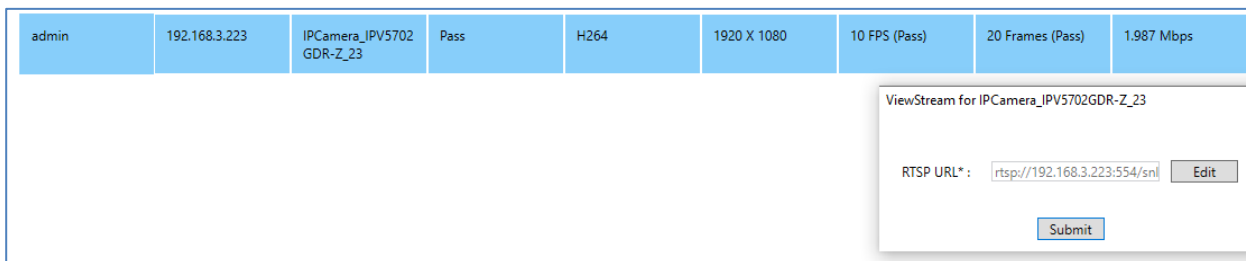 admin 192.168.3.223 IPCamera_IPV5702 Pass H264 1920 X 1080 10 FPS (Pass) 20 Frames (Pass) 1.987 Mbps
GDR-Z_23
ViewStream for IPCamera_IPV5702GDR-Z_23
RTSP URL* : rtsp://192.168.3.223:554/snl Edit
Submit